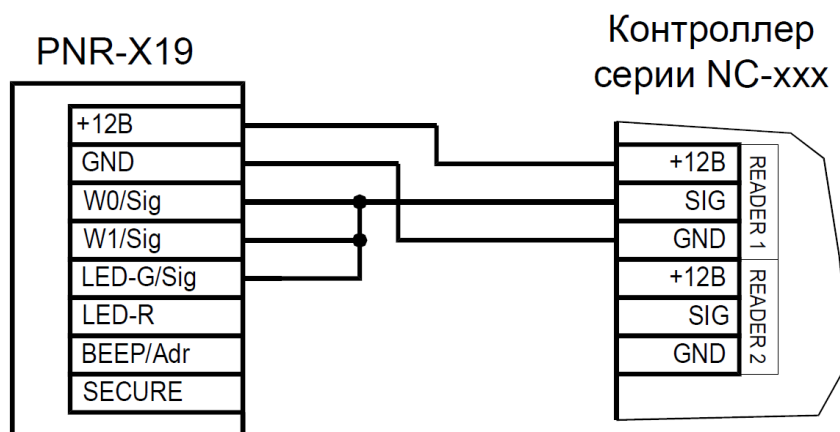 PNR-X19
+12В
GND
W0/Sig
W1/Sig
LED-G/Sig
LED-R
BEEP/Adr
SECURE
Контроллер
серии NC-xxx
+12В
SIG
GND
READER 1
+12В
SIG
GND
READER 2